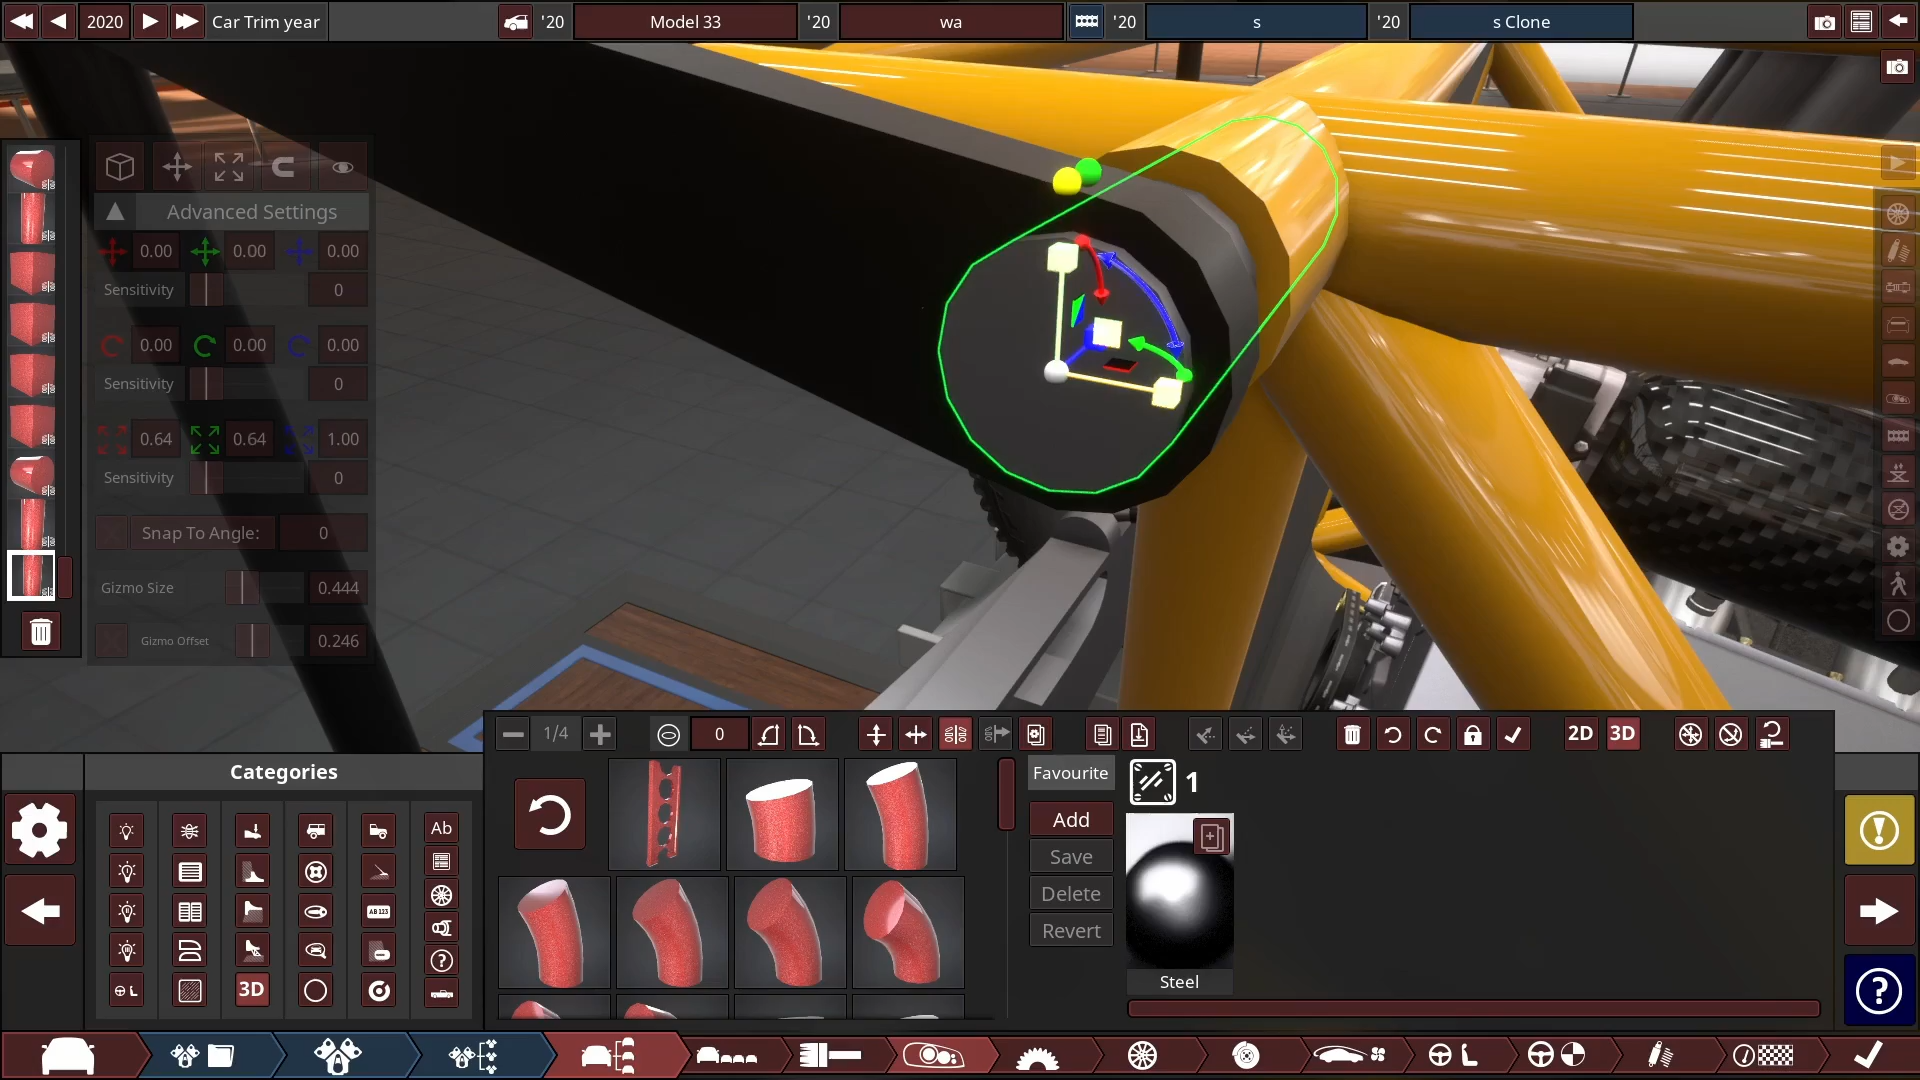 2020 Car Trim year '20 Model 33 '20 wa '20 s '20 s Clone
Advanced Settings
0.00 0.00 0.00
Sensitivity 0
0.00 0.00 0.00
Sensitivity 0
0.64 0.64 1.00
Sensitivity 0
Snap To Angle: 0
Gizmo Size 0.444
Gizmo Offset 0.246
1/4 0 2D 3D
Categories
Ab
AB 123
L
3D
Favourite
Add
Save
Delete
Revert
1
Steel